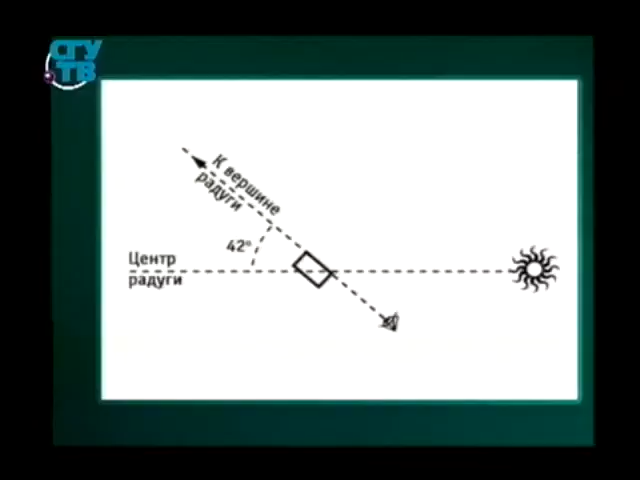 СГУ
ТВ
К вершине
радуги
42°
Центр
радуги